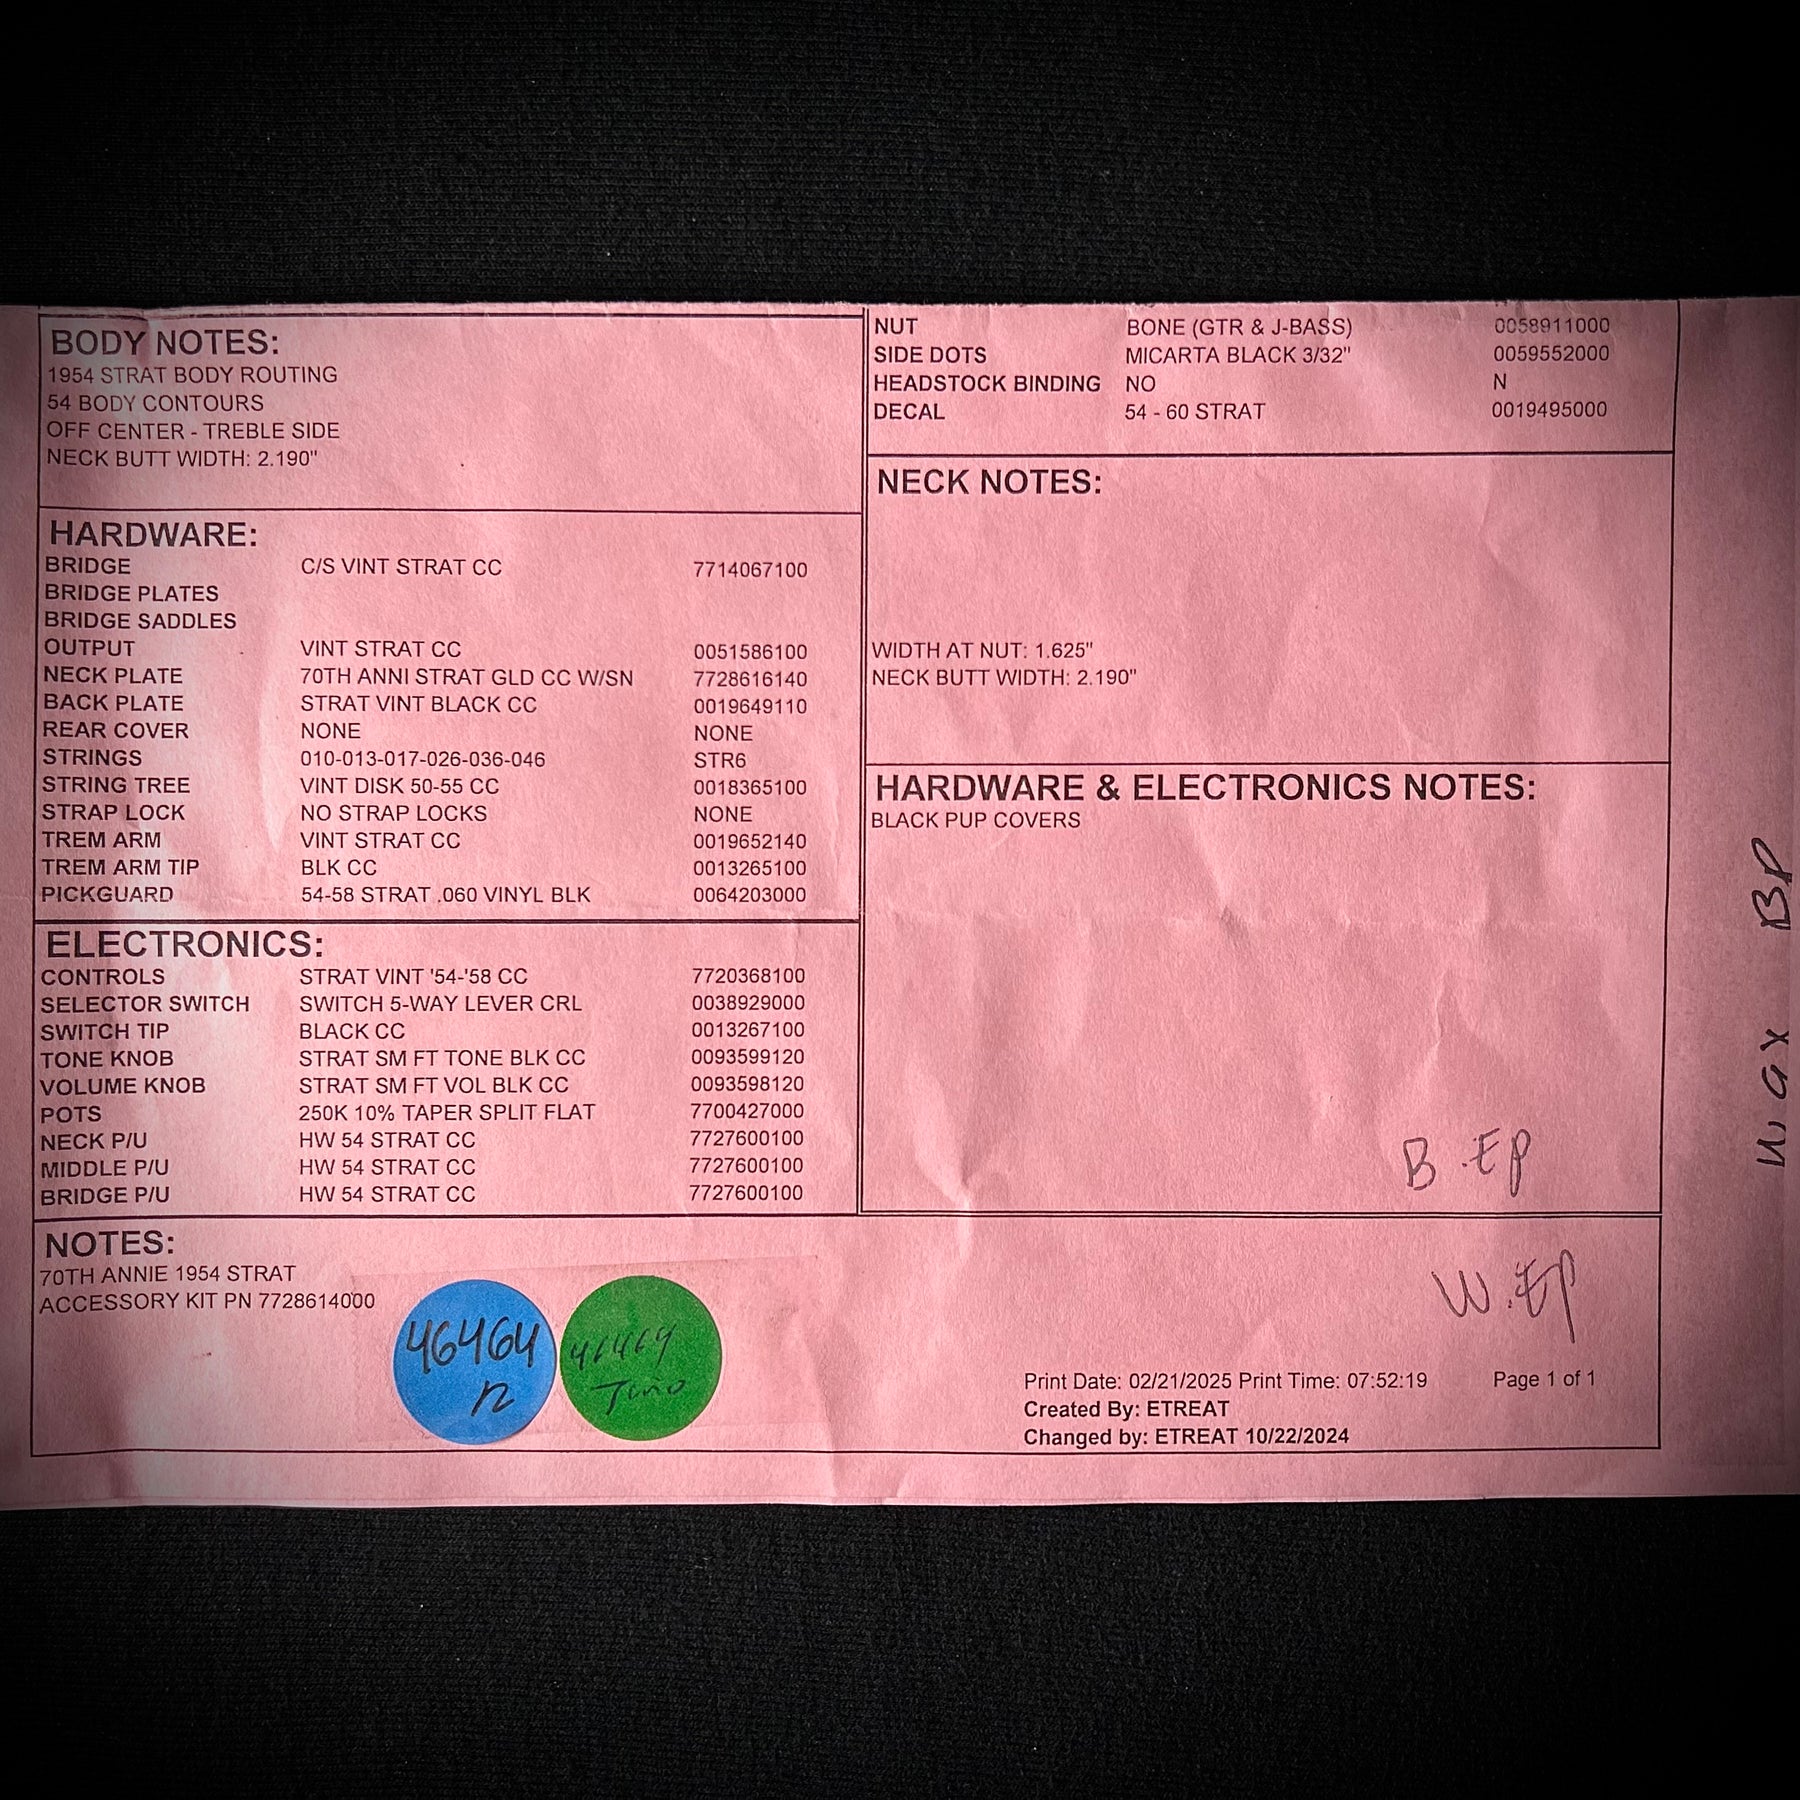 BODY NOTES:
1954 STRAT BODY ROUTING
54 BODY CONTOURS
OFF CENTER - TREBLE SIDE
NECK BUTT WIDTH: 2.190"
HARDWARE:
BRIDGE C/S VINT STRAT CC 7714067100
BRIDGE PLATES
BRIDGE SADDLES
OUTPUT VINT STRAT CC 0051586100
NECK PLATE 70TH ANNI STRAT GLD CC W/SN 7728616140
BACK PLATE STRAT VINT BLACK CC 0019649110
REAR COVER NONE NONE
STRINGS 010-013-017-026-036-046 STR6
STRING TREE VINT DISK 50-55 CC 0018365100
STRAP LOCK NO STRAP LOCKS NONE
TREM ARM VINT STRAT CC 0019652140
TREM ARM TIP BLK CC 0013265100
PICKGUARD 54-58 STRAT .060 VINYL BLK 0064203000
ELECTRONICS:
CONTROLS STRAT VINT '54-'58 CC 7720368100
SELECTOR SWITCH SWITCH 5-WAY LEVER CRL 0038929000
SWITCH TIP BLACK CC 0013267100
TONE KNOB STRAT SM FT TONE BLK CC 0093599120
VOLUME KNOB STRAT SM FT VOL BLK CC 0093598120
POTS 250K 10% TAPER SPLIT FLAT 7700427000
NECK P/U HW 54 STRAT CC 7727600100
MIDDLE P/U HW 54 STRAT CC 7727600100
BRIDGE P/U HW 54 STRAT CC 7727600100
NUT BONE (GTR & J-BASS) 0058911000
SIDE DOTS MICARTA BLACK 3/32" 0059552000
HEADSTOCK BINDING NO N
DECAL 54 - 60 STRAT 0019495000
NECK NOTES:
WIDTH AT NUT: 1.625"
NECK BUTT WIDTH: 2.190"
HARDWARE & ELECTRONICS NOTES:
BLACK PUP COVERS
B.EP
NOTES:
70TH ANNIE 1954 STRAT
ACCESSORY KIT PN 7728614000
46464
W.EP
Print Date: 02/21/2025 Print Time: 07:52:19 Page 1 of 1
Created By: ETREAT
Changed by: ETREAT 10/22/2024
Wax BP